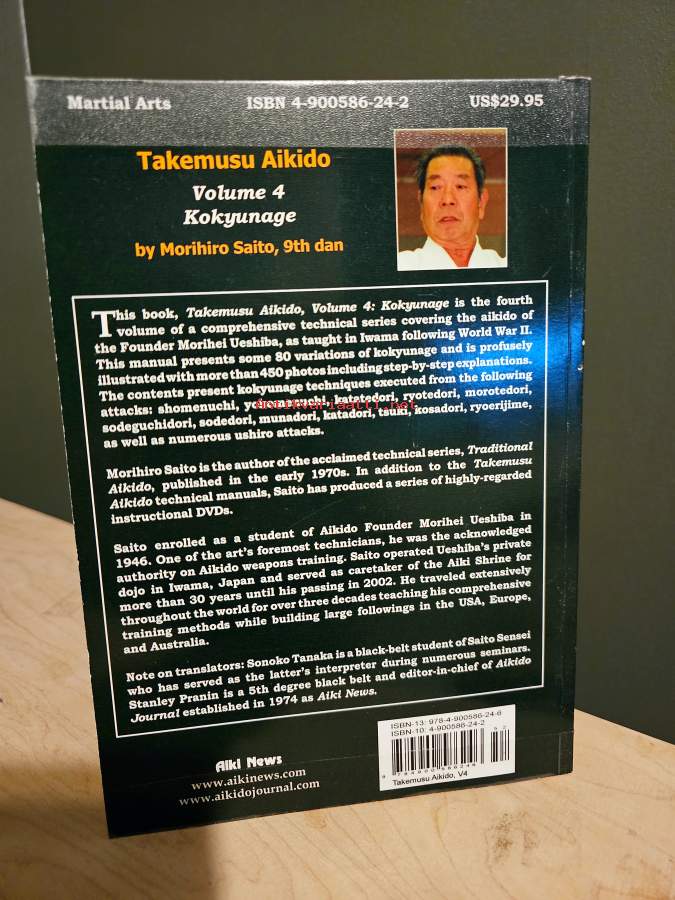 Martial Arts ISBN 4-900586-24-2 US$29.95
Takemusu Aikido
Volume 4
Kokyunage
by Morihiro Saito, 9th dan
This book, Takemusu Aikido, Volume 4: Kokyunage is the fourth
volume of a comprehensive technical series covering the aikido of
the Founder Morihei Ueshiba, as taught in Iwama following World War II.
This manual presents some 80 variations of kokyunage and is profusely
illustrated with more than 450 photos including step-by-step explanations.
The contents present kokyunage techniques executed from the following
attacks: shomenuchi, yokomenuchi, katatedori, ryotedori, morotedori,
antikvariaatti.net
sodeguchidori, sodedori, munadori, katadori, tsuki, kosadori, ryoerijime,
as well as numerous ushiro attacks.
Morihiro Saito is the author of the acclaimed technical series, Traditional
Aikido, published in the early 1970s. In addition to the Takemusu
Aikido technical manuals, Saito has produced a series of highly-regarded
instructional DVDs.
Saito enrolled as a student of Aikido Founder Morihei Ueshiba in
1946. One of the art's foremost technicians, he was the acknowledged
authority on Aikido weapons training. Saito operated Ueshiba's private
dojo in Iwama, Japan and served as caretaker of the Aiki Shrine for
more than 30 years until his passing in 2002. He traveled extensively
throughout the world for over three decades teaching his comprehensive
training methods while building large followings in the USA, Europe,
and Australia.
Note on translators: Sonoko Tanaka is a black-belt student of Saito Sensei
who has served as the latter's interpreter during numerous seminars.
Stanley Pranin is a 5th degree black belt and editor-in-chief of Aikido
Journal established in 1974 as Aiki News.
Aiki News
www.aikinews.com
www.aikidojournal.com
ISBN-13: 978-4-900586-24-6
ISBN-10: 4-900586-24-2
9 784900 586246
Takemusu Aikido, V4